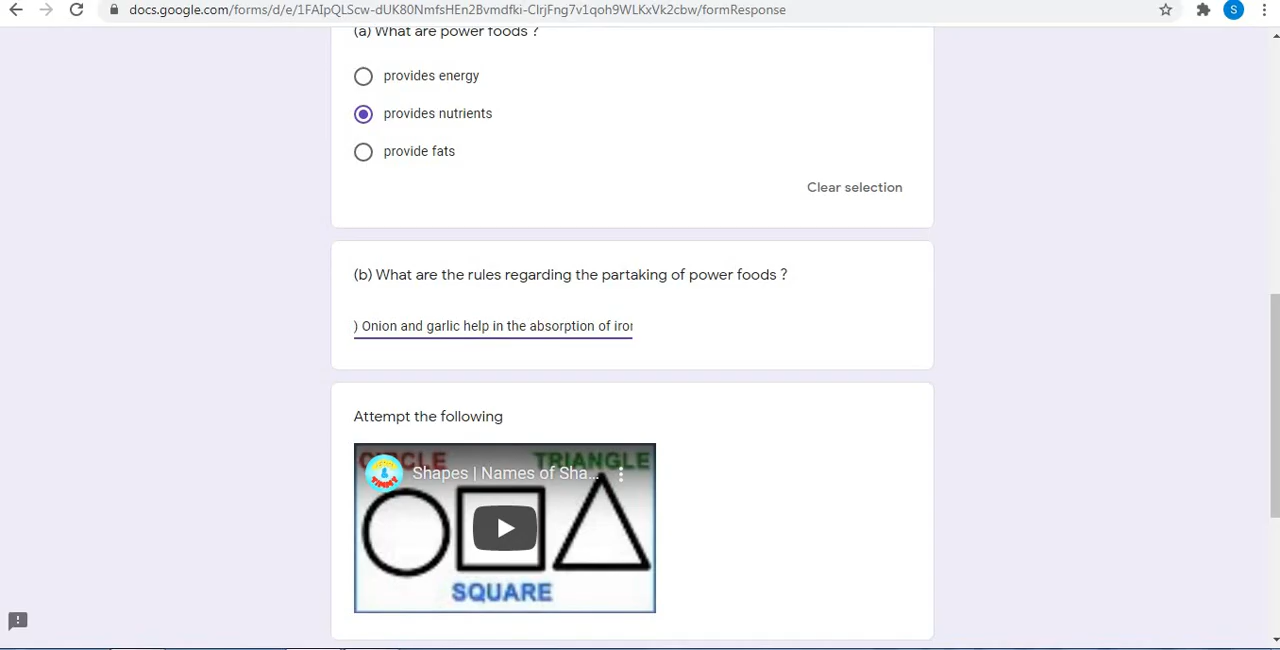 docs.google.com/forms/d/e/1FAIpQLScw-dUK80NmfsHEn2Bvmdfki-ClrjFng7v1qoh9WLKxVk2cbw/formResponse
S
(a) What are power foods ?
provides energy
provides nutrients
provide fats
Clear selection
(b) What are the rules regarding the partaking of power foods ?
) Onion and garlic help in the absorption of iron
Attempt the following
CIRCLE TRIANGLE
Shapes | Names of Sha...
SQUARE